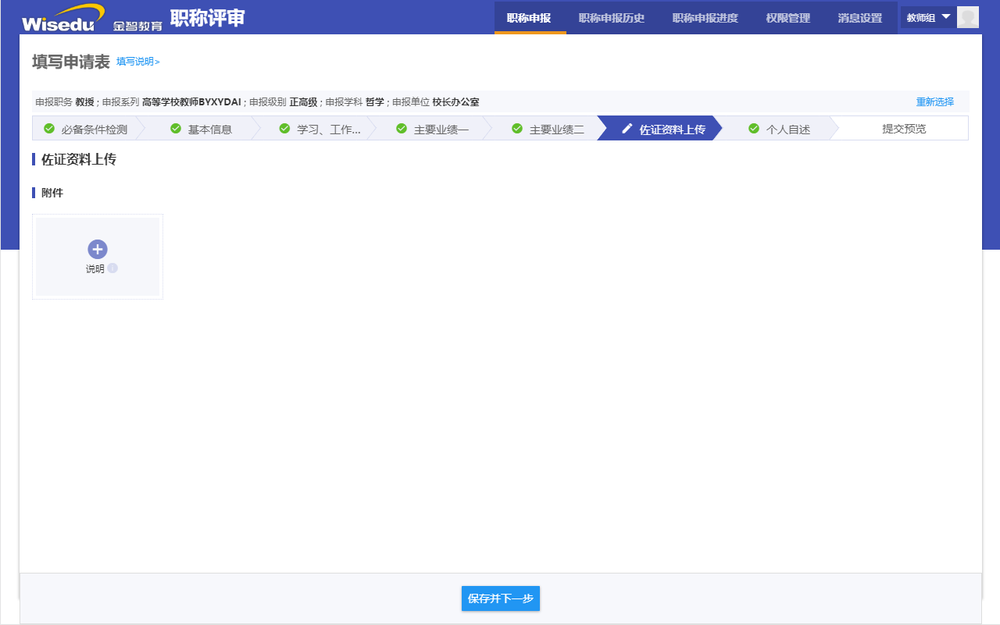 Wisedu 金智教育 职称评审 职称申报 职称申报历史 职称申报进度 权限管理 消息设置 教师组
填写申请表 填写说明>
申报职务 教授 ; 申报系列 高等学校教师BYXYDAI ; 申报级别 正高级 ; 申报学科 哲学 ; 申报单位 校长办公室 重新选择
必备条件检测 基本信息 学习、工作... 主要业绩一 主要业绩二 佐证资料上传 个人自述 提交预览
佐证资料上传
附件
说明
保存并下一步